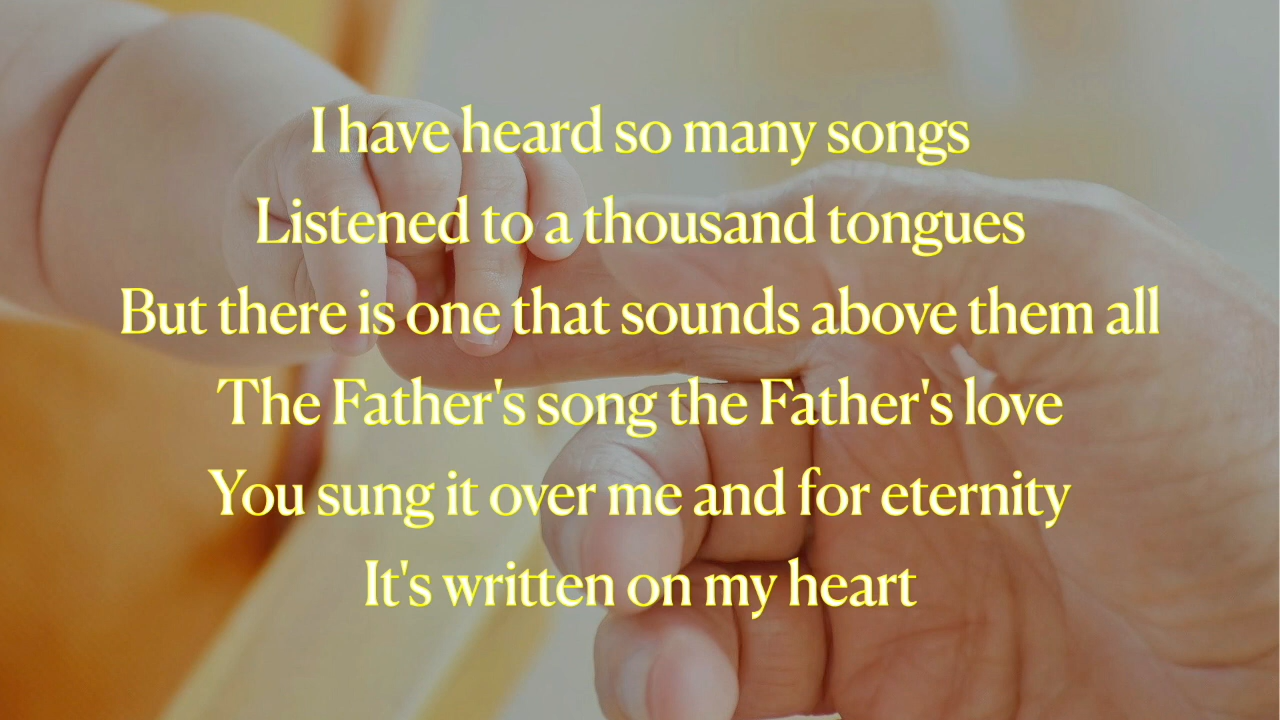 I have heard so many songs
Listened to a thousand tongues
But there is one that sounds above them all
The Father's song the Father's love
You sung it over me and for eternity
It's written on my heart